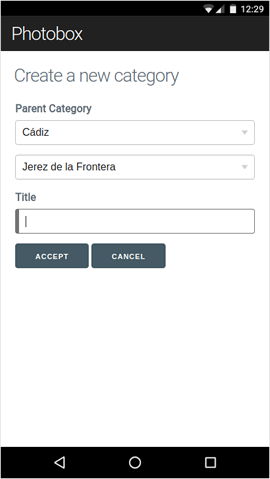 12:29
Photobox
Create a new category
Parent Category
Cádiz
Jerez de la Frontera
Title
ACCEPT CANCEL